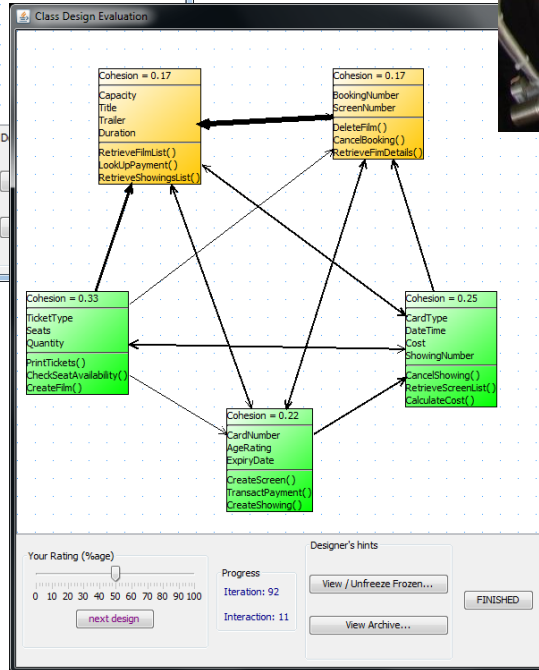 Class Design Evaluation
Cohesion = 0.17
Capacity
Title
Trailer
Duration
RetrieveFilmList()
LookUpPayment()
RetrieveShowingsList()
Cohesion = 0.17
BookingNumber
ScreenNumber
DeleteFilm()
CancelBooking()
RetrieveFimDetails()
Cohesion = 0.33
TicketType
Seats
Quantity
PrintTickets()
CheckSeatAvailability()
CreateFilm()
Cohesion = 0.25
CardType
DateTime
Cost
ShowingNumber
CancelShowing()
RetrieveScreenList()
CalculateCost()
Cohesion = 0.22
CardNumber
AgeRating
ExpiryDate
CreateScreen()
TransactPayment()
CreateShowing()
Your Rating (%age)
0 10 20 30 40 50 60 70 80 90 100
next design
Progress
Iteration: 92
Interaction: 11
Designer's hints
View / Unfreeze Frozen...
View Archive...
FINISHED